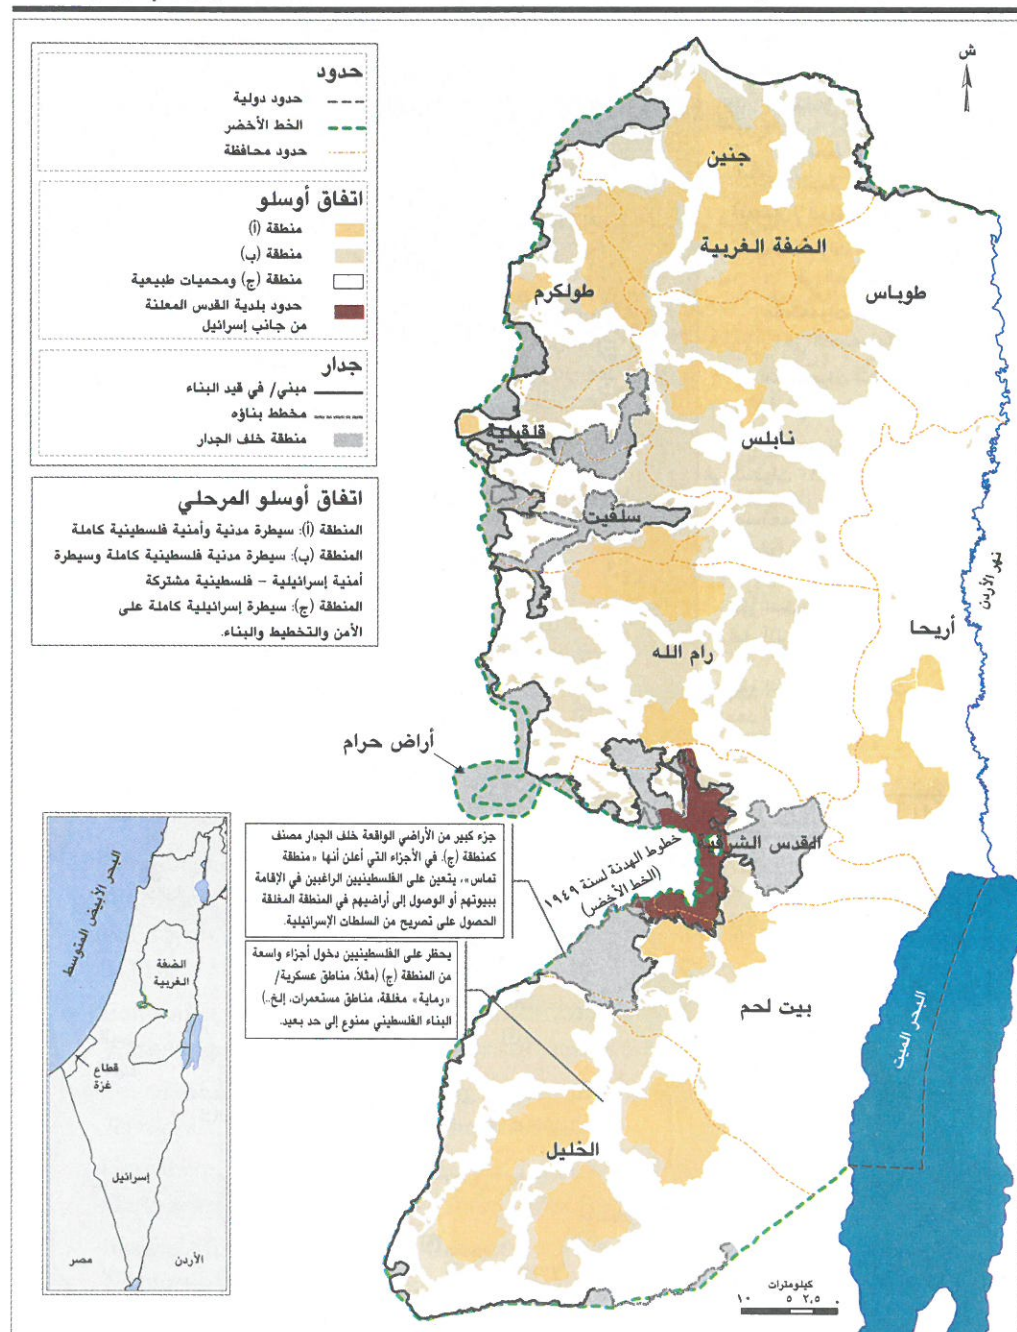 حدود
حدود دولية
الخط الأخضر
حدود محافظة
اتفاق أوسلو
منطقة (أ)
منطقة (ب)
منطقة (ج) ومحميات طبيعية
حدود بلدية القدس المعلنة
من جانب إسرائيل
جدار
مبني/ في قيد البناء
مخطط بناؤه
منطقة خلف الجدار
اتفاق أوسلو المرحلي
المنطقة (أ): سيطرة مدنية وأمنية فلسطينية كاملة
المنطقة (ب): سيطرة مدنية فلسطينية كاملة وسيطرة
أمنية إسرائيلية – فلسطينية مشتركة
المنطقة (ج): سيطرة إسرائيلية كاملة على
الأمن والتخطيط والبناء.
ش
جنين
الضفة الغربية
طوباس
طولكرم
قلقيلية
نابلس
سلفيت
نهر الأردن
أريحا
رام الله
أراض حرام
القدس الشرقية
خطوط الهدنة لسنة ١٩٤٩
(الخط الأخضر)
جزء كبير من الأراضي الواقعة خلف الجدار مصنف
كمنطقة (ج). في الأجزاء التي أعلن أنها «منطقة
تماس»، يتعين على الفلسطينيين الراغبين في الإقامة
ببيوتهم أو الوصول إلى أراضيهم في المنطقة المغلقة
الحصول على تصريح من السلطات الإسرائيلية.
يحظر على الفلسطينيين دخول أجزاء واسعة
من المنطقة (ج) (مثلاً، مناطق عسكرية/
«رماية» مغلقة، مناطق مستعمرات، إلخ..)
البناء الفلسطيني ممنوع إلى حد بعيد.
بيت لحم
البحر الميت
الخليل
البحر الأبيض المتوسط
الضفة
الغربية
قطاع
غزة
إسرائيل
مصر
الأردن
كيلومترات
١٠ ٥ ٢,٥ ٠